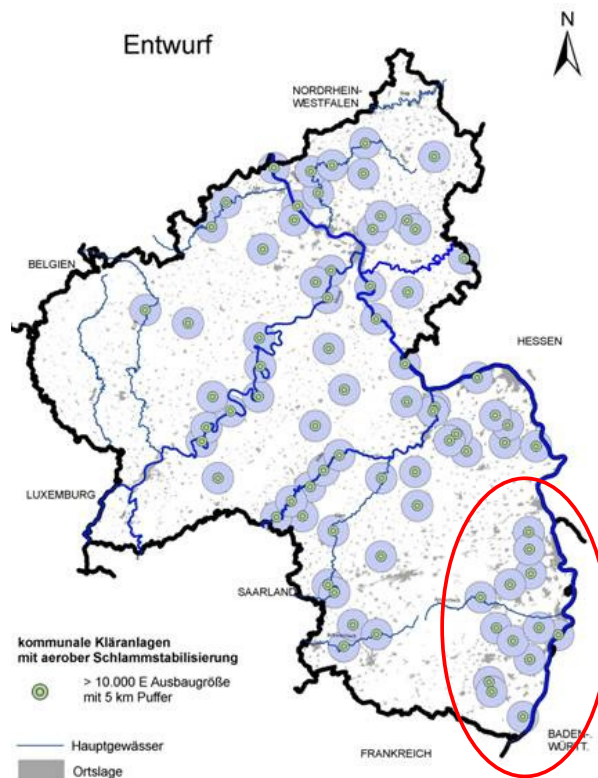 Entwurf
N
NORDRHEIN-
WESTFALEN
BELGIEN
HESSEN
LUXEMBURG
SAARLAND
kommunale Kläranlagen
mit aerober Schlammstabilisierung
> 10.000 E Ausbaugröße
mit 5 km Puffer
Hauptgewässer
Ortslage
FRANKREICH
BADEN-
WÜRTT.